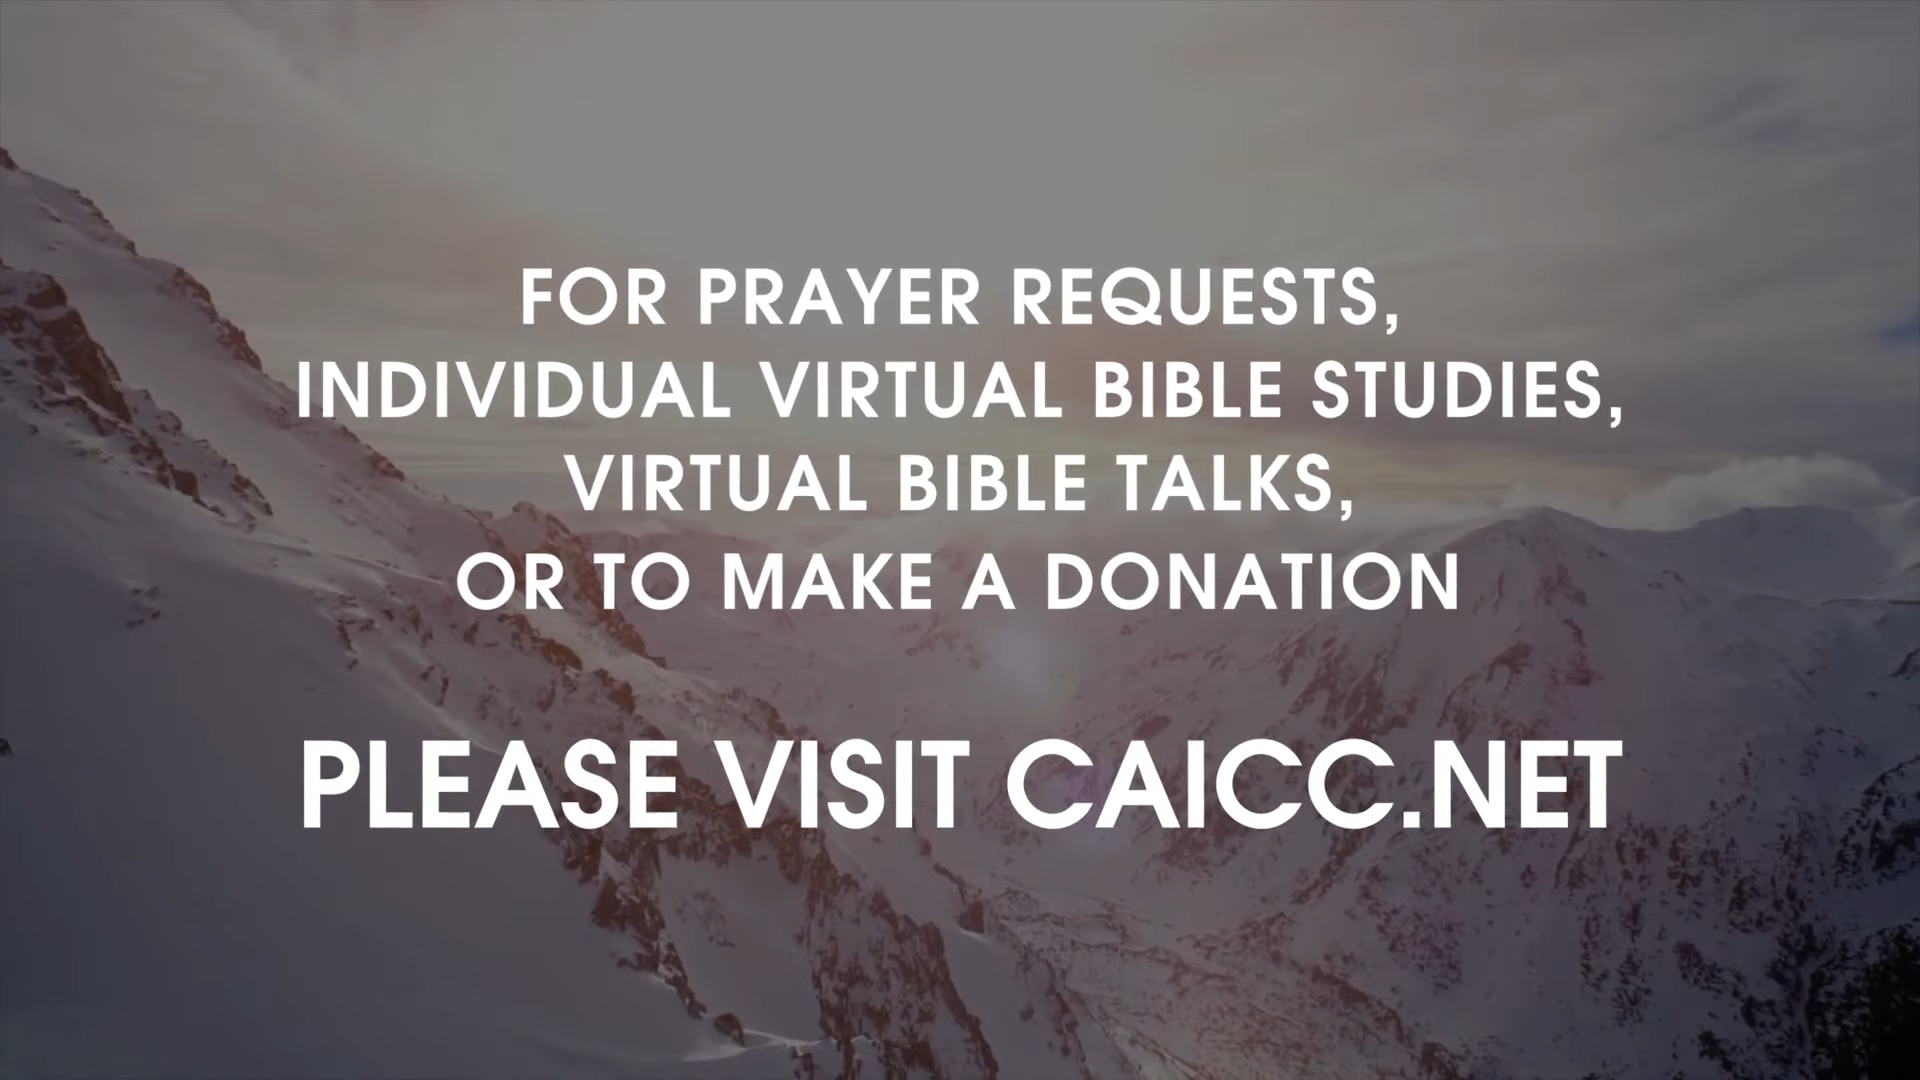 FOR PRAYER REQUESTS,
INDIVIDUAL VIRTUAL BIBLE STUDIES,
VIRTUAL BIBLE TALKS,
OR TO MAKE A DONATION
PLEASE VISIT CAICC.NET